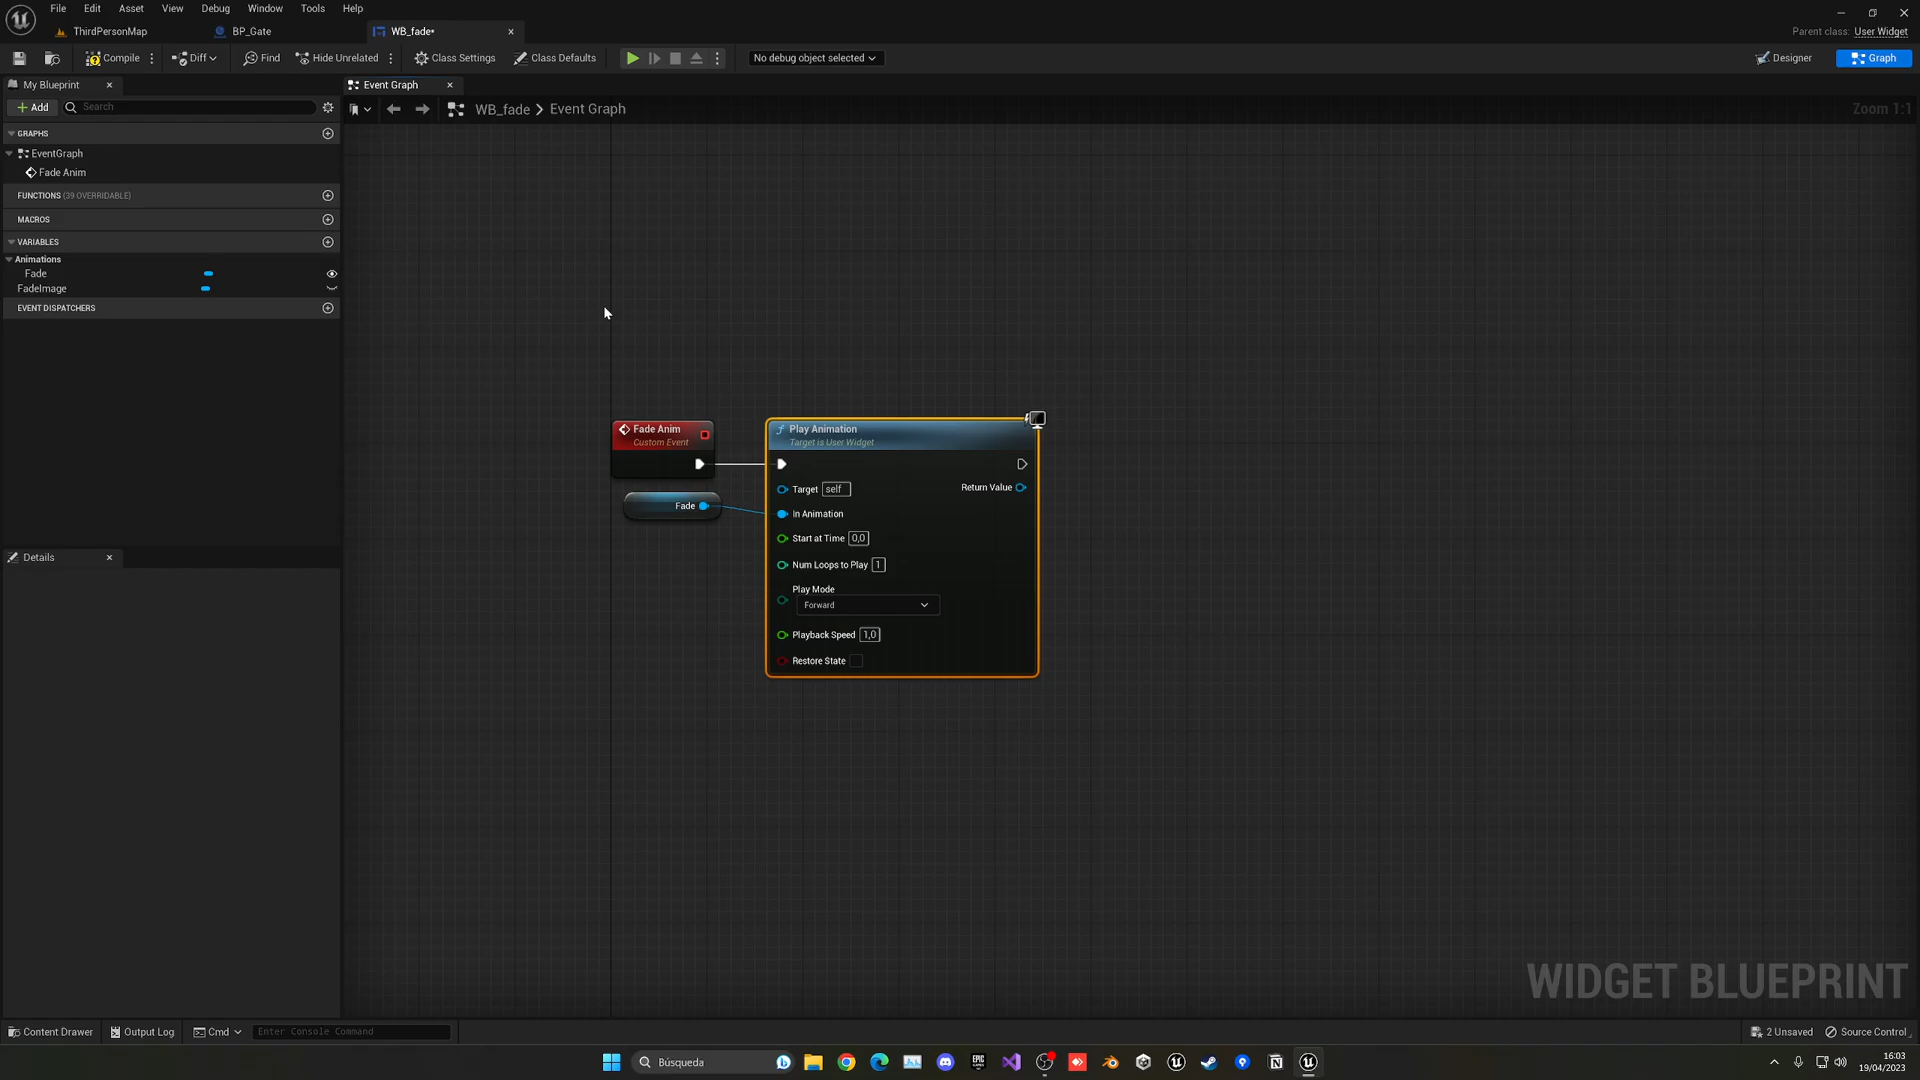 File Edit Asset View Debug Window Tools Help
ThirdPersonMap BP_Gate WB_fade*
Parent class: User Widget
Compile Diff Find Hide Unrelated Class Settings Class Defaults No debug object selected Designer Graph
My Blueprint
Add Search
GRAPHS
EventGraph
Fade Anim
FUNCTIONS (39 OVERRIDABLE)
MACROS
VARIABLES
Animations
Fade
FadeImage
EVENT DISPATCHERS
Details
Event Graph
WB_fade > Event Graph
Zoom 1:1
Fade Anim
Custom Event
Fade
Play Animation
Target is User Widget
Target self
Return Value
In Animation
Start at Time 0,0
Num Loops to Play 1
Play Mode
Forward
Playback Speed 1,0
Restore State
WIDGET BLUEPRINT
Content Drawer Output Log Cmd Enter Console Command
2 Unsaved Source Control
Búsqueda
16:03
19/04/2023